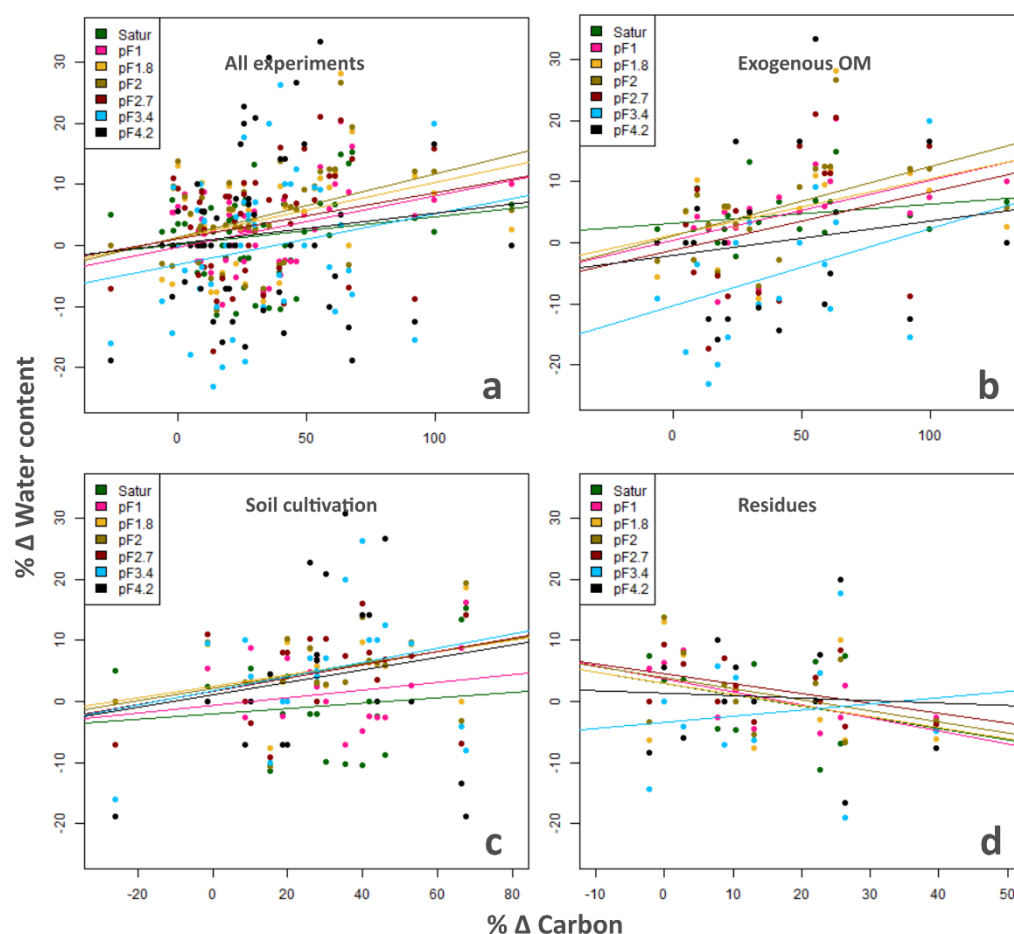 All experiments
Satur
pF1
pF1.8
pF2
pF2.7
pF3.4
pF4.2
30
20
10
0
-10
-20
0
50
100
a
Exogenous OM
Satur
pF1
pF1.8
pF2
pF2.7
pF3.4
pF4.2
30
20
10
0
-10
-20
0
50
100
b
% Δ Water content
Soil cultivation
Satur
pF1
pF1.8
pF2
pF2.7
pF3.4
pF4.2
30
20
10
0
-10
-20
-20
0
20
40
60
80
c
Residues
Satur
pF1
pF1.8
pF2
pF2.7
pF3.4
pF4.2
30
20
10
0
-10
-20
-10
0
10
20
30
40
50
d
% Δ Carbon